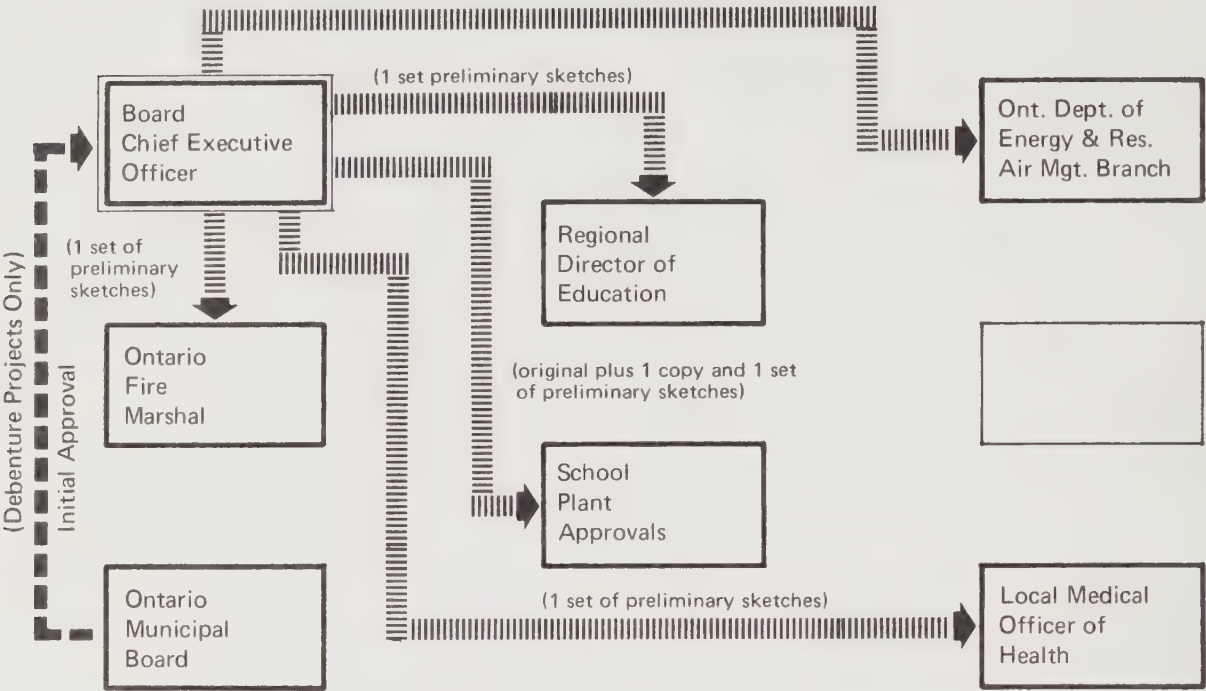 (1 set preliminary sketches)
Board
Chief Executive
Officer
Ont. Dept. of
Energy & Res.
Air Mgt. Branch
(1 set of
preliminary
sketches)
Regional
Director of
Education
(Debenture Projects Only)
Initial Approval
Ontario
Fire
Marshal
(original plus 1 copy and 1 set
of preliminary sketches)
School
Plant
Approvals
Ontario
Municipal
Board
(1 set of preliminary sketches)
Local Medical
Officer of
Health